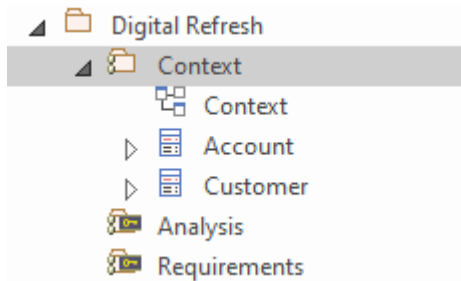 Digital Refresh
Context
Context
Account
Customer
Analysis
Requirements